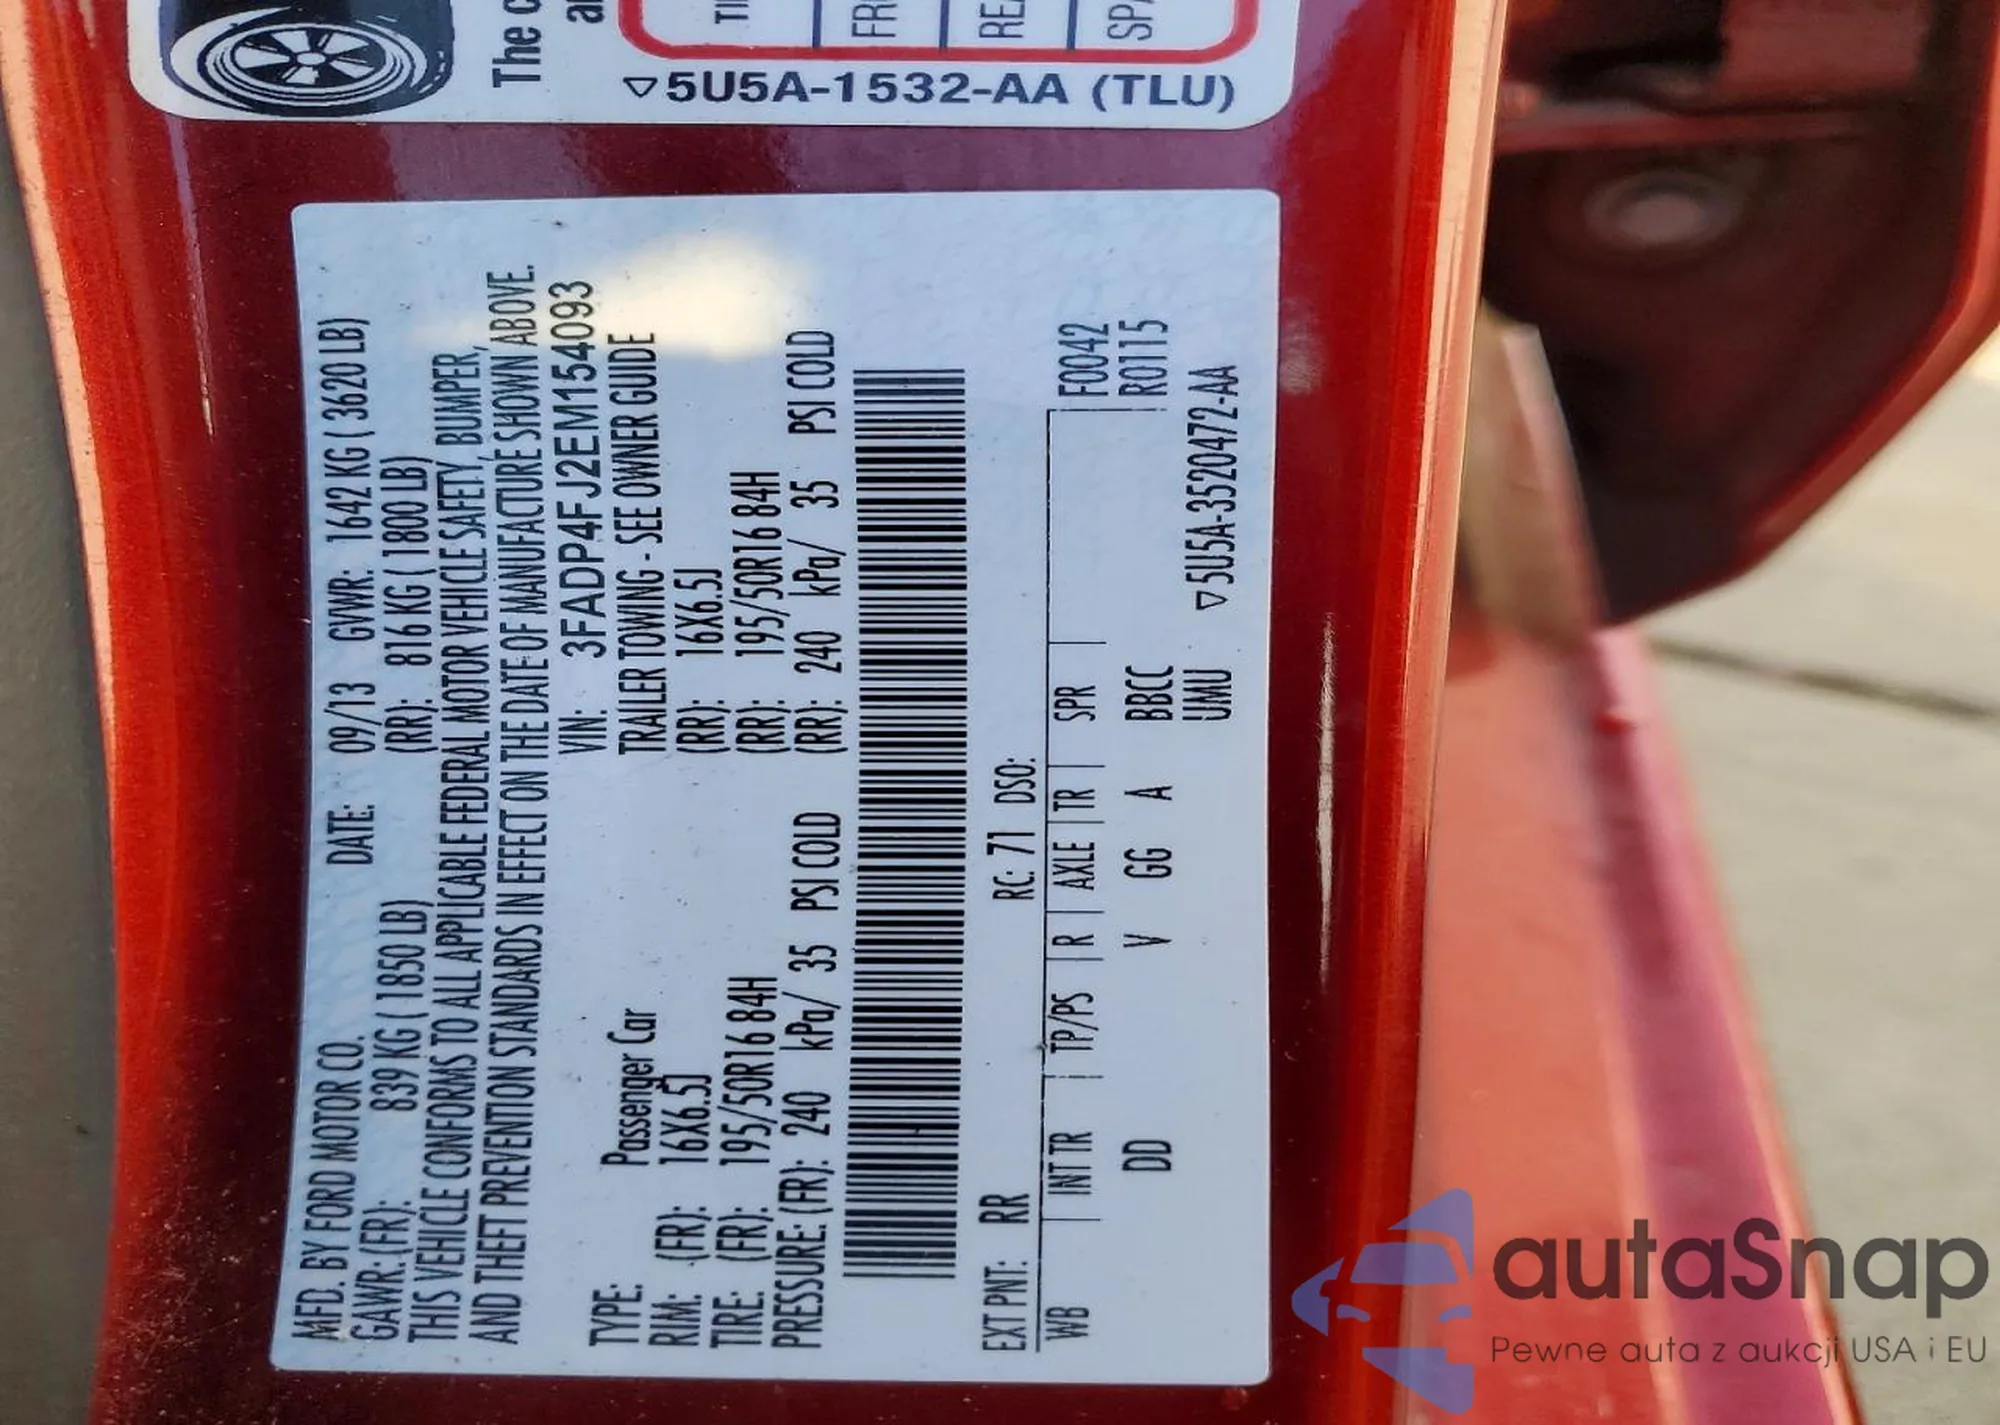 The
TI
FR
REA
SPA
▽5U5A-1532-AA (TLU)
MFD. BY FORD MOTOR CO. DATE: 09/13 GVWR: 1642 KG ( 3620 LB)
GAWR:(FR): 839 KG ( 1850 LB) (RR): 816 KG ( 1800 LB)
THIS VEHICLE CONFORMS TO ALL APPLICABLE FEDERAL MOTOR VEHICLE SAFETY, BUMPER,
AND THEFT PREVENTION STANDARDS IN EFFECT ON THE DATE OF MANUFACTURE SHOWN ABOVE.
VIN: 3FADP4FJ2EM154093
TYPE: Passenger Car TRAILER TOWING - SEE OWNER GUIDE
RIM: (FR): 16X6.5J (RR): 16X6.5J
TIRE: (FR): 195/50R16 84H (RR): 195/50R16 84H
PRESSURE: (FR): 240 kPa/ 35 PSI COLD (RR): 240 kPa/ 35 PSI COLD
EXT PNT: RR RC: 71 DSO:
WB | INT TR | TP/PS | R | AXLE | TR | SPR F0042
DD V GG A BBCC R0115
UMU ▽5U5A-3520472-AA
autaSnap
Pewne auta z aukcji USA i EU